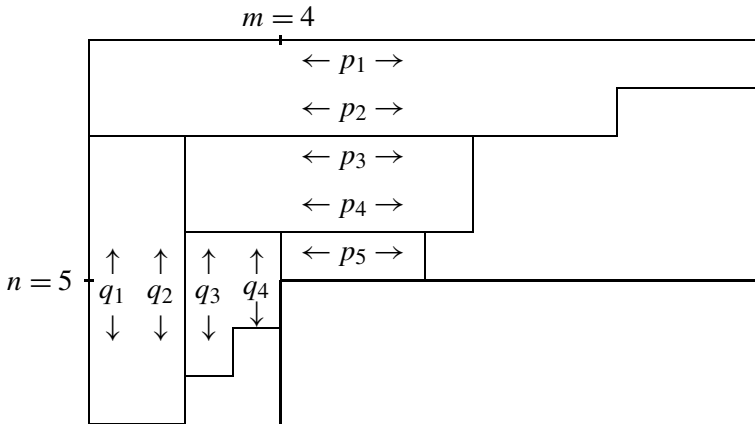 m = 4
← p₁ →
← p₂ →
← p₃ →
← p₄ →
← p₅ →
↑ ↑ ↑ ↑
n = 5 q₁ q₂ q₃ q₄
↓ ↓ ↓ ↓